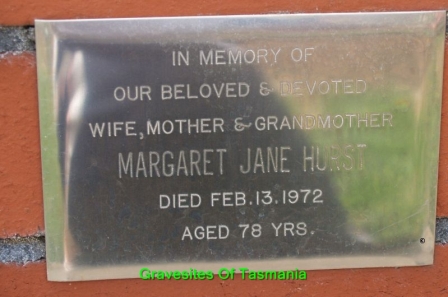 IN MEMORY OF
OUR BELOVED & DEVOTED
WIFE, MOTHER & GRANDMOTHER
MARGARET JANE HURST
DIED FEB. 13. 1972
AGED 78 YRS.
Gravesites Of Tasmania